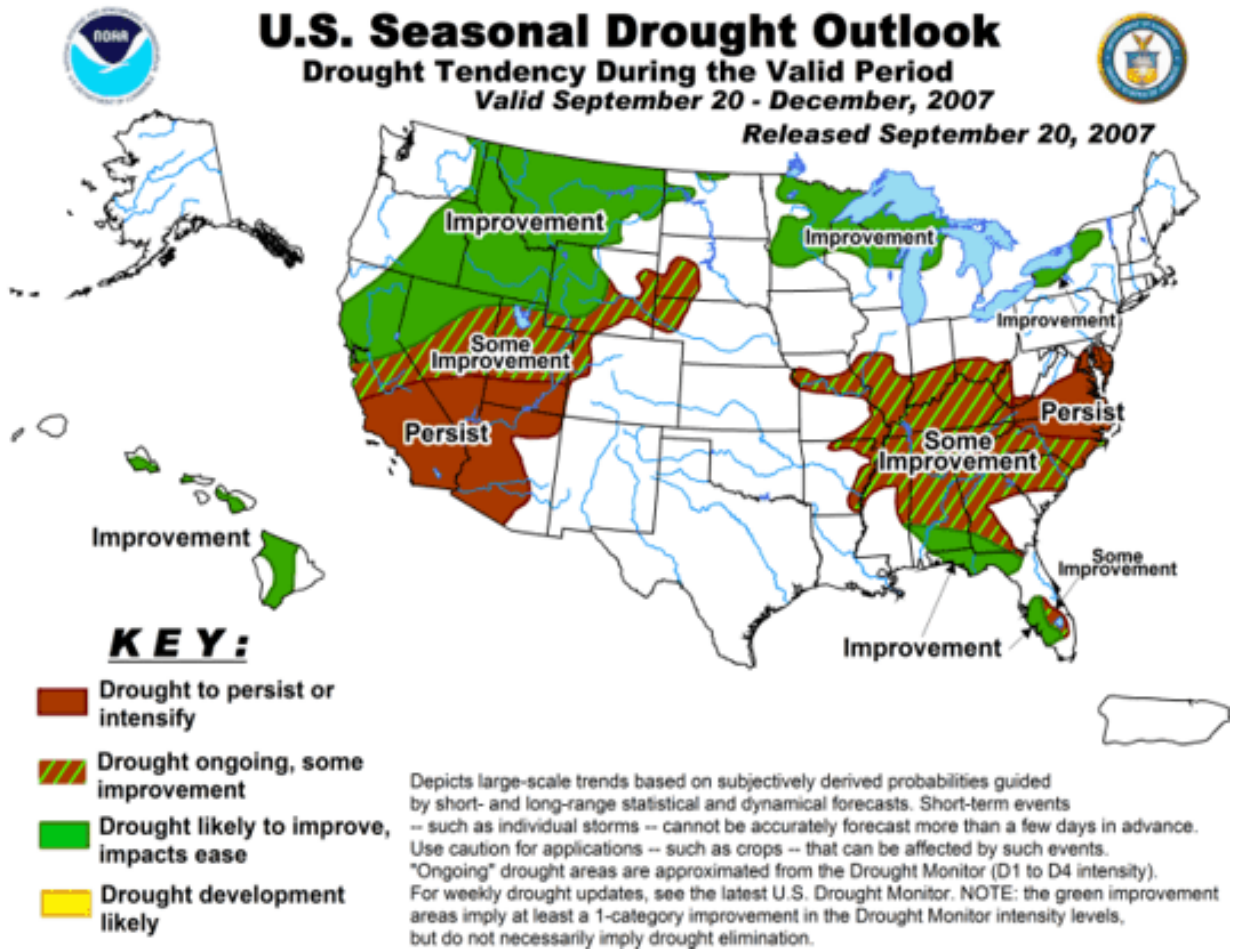 U.S. Seasonal Drought Outlook
Drought Tendency During the Valid Period
Valid September 20 - December, 2007
Released September 20, 2007
NOAA
Improvement
Improvement
Improvement
Some
Improvement
Persist
Persist
Some
Improvement
Improvement
Some
Improvement
Improvement
KEY:
Drought to persist or
intensify
Drought ongoing, some
improvement
Drought likely to improve,
impacts ease
Drought development
likely
Depicts large-scale trends based on subjectively derived probabilities guided
by short- and long-range statistical and dynamical forecasts. Short-term events
-- such as individual storms -- cannot be accurately forecast more than a few days in advance.
Use caution for applications -- such as crops -- that can be affected by such events.
"Ongoing" drought areas are approximated from the Drought Monitor (D1 to D4 intensity).
For weekly drought updates, see the latest U.S. Drought Monitor. NOTE: the green improvement
areas imply at least a 1-category improvement in the Drought Monitor intensity levels,
but do not necessarily imply drought elimination.